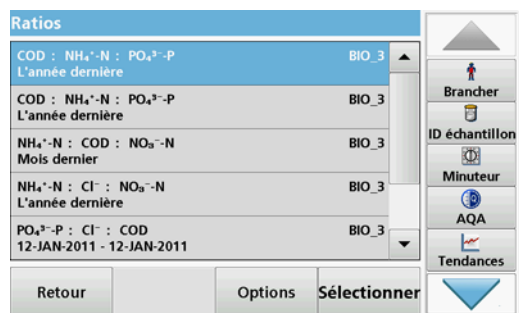 Ratios
COD : NH₄⁺-N : PO₄³⁻-P BIO_3
L'année dernière
COD : NH₄⁺-N : PO₄³⁻-P BIO_3
L'année dernière
NH₄⁺-N : COD : NO₃⁻-N BIO_3
Mois dernier
NH₄⁺-N : Cl⁻ : NO₃⁻-N BIO_3
L'année dernière
PO₄³⁻-P : Cl⁻ : COD BIO_3
12-JAN-2011 - 12-JAN-2011
Retour
Options
Sélectionner
Brancher
ID échantillon
Minuteur
AQA
Tendances